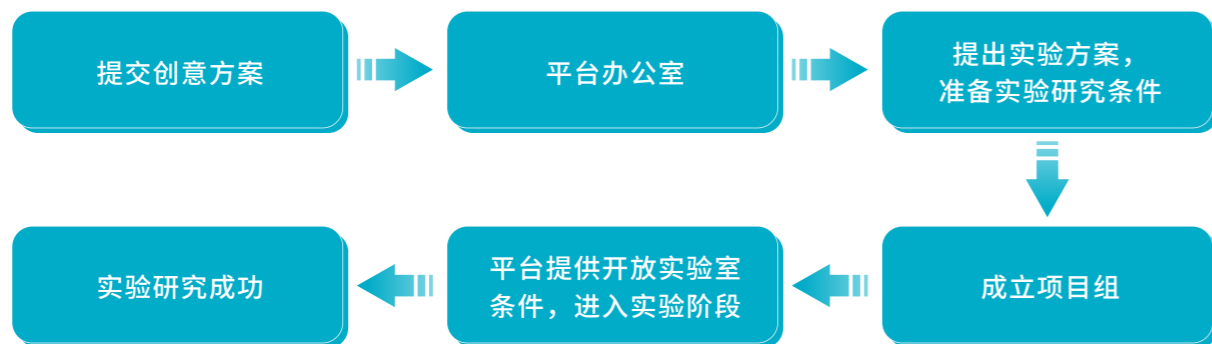 提交创意方案
平台办公室
提出实验方案，
准备实验研究条件
成立项目组
平台提供开放实验室
条件，进入实验阶段
实验研究成功